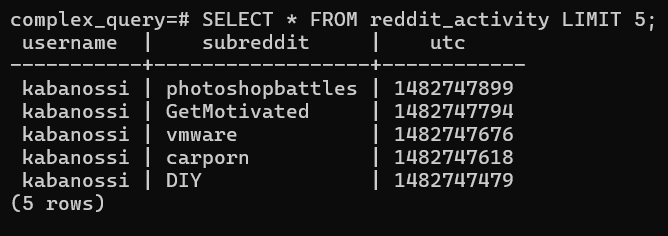 complex_query=# SELECT * FROM reddit_activity LIMIT 5;
 username  |    subreddit     |    utc
-----------+------------------+------------
 kabanossi | photoshopbattles | 1482747899
 kabanossi | GetMotivated     | 1482747794
 kabanossi | vmware           | 1482747676
 kabanossi | carporn          | 1482747618
 kabanossi | DIY              | 1482747479
(5 rows)